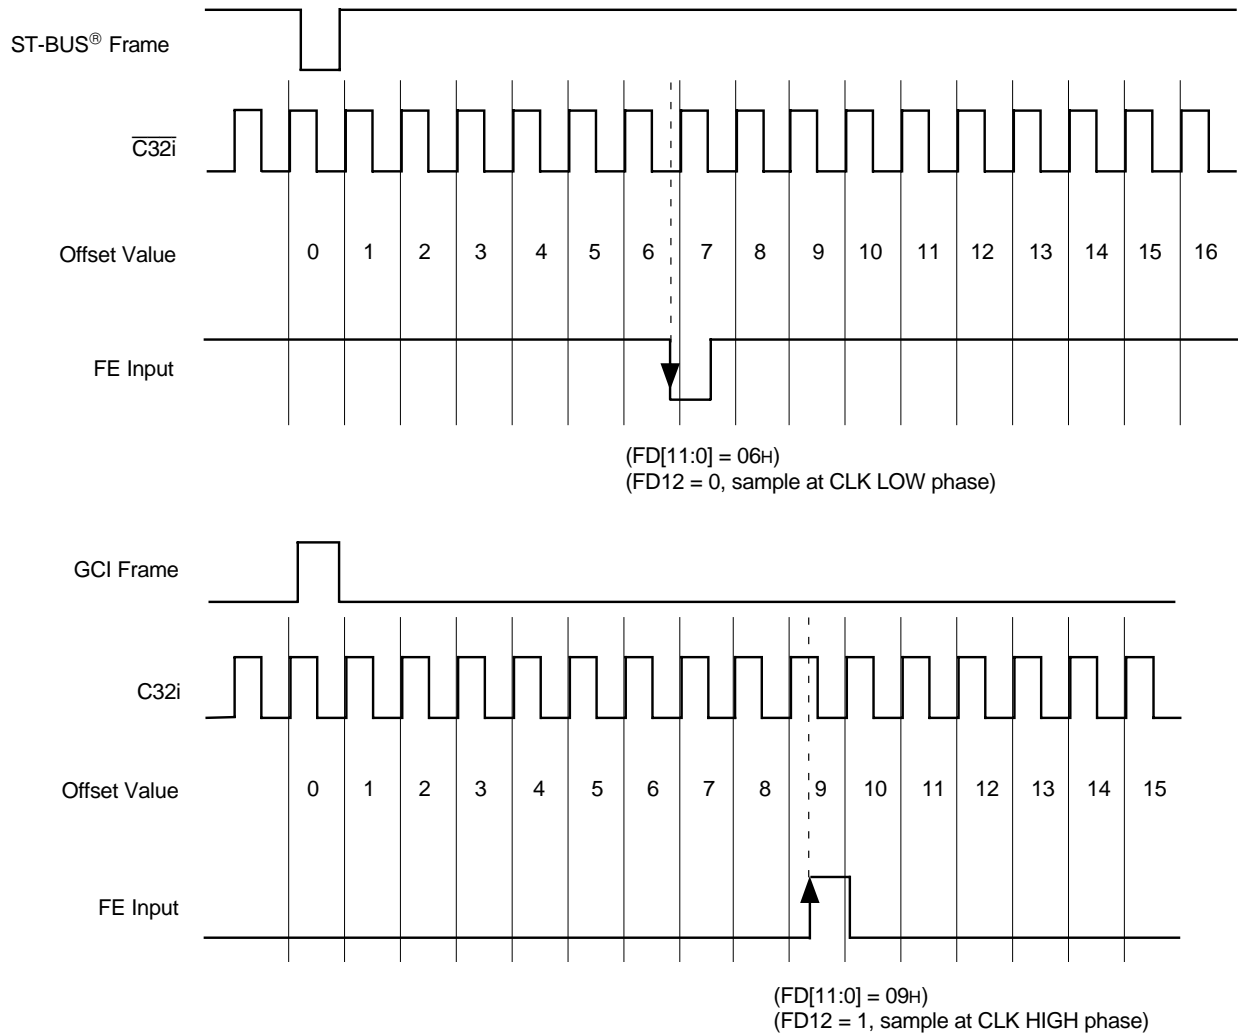 ST-BUS® Frame
C32i
Offset Value 0 1 2 3 4 5 6 7 8 9 10 11 12 13 14 15 16
FE Input
(FD[11:0] = 06H)
(FD12 = 0, sample at CLK LOW phase)
GCI Frame
C32i
Offset Value 0 1 2 3 4 5 6 7 8 9 10 11 12 13 14 15
FE Input
(FD[11:0] = 09H)
(FD12 = 1, sample at CLK HIGH phase)